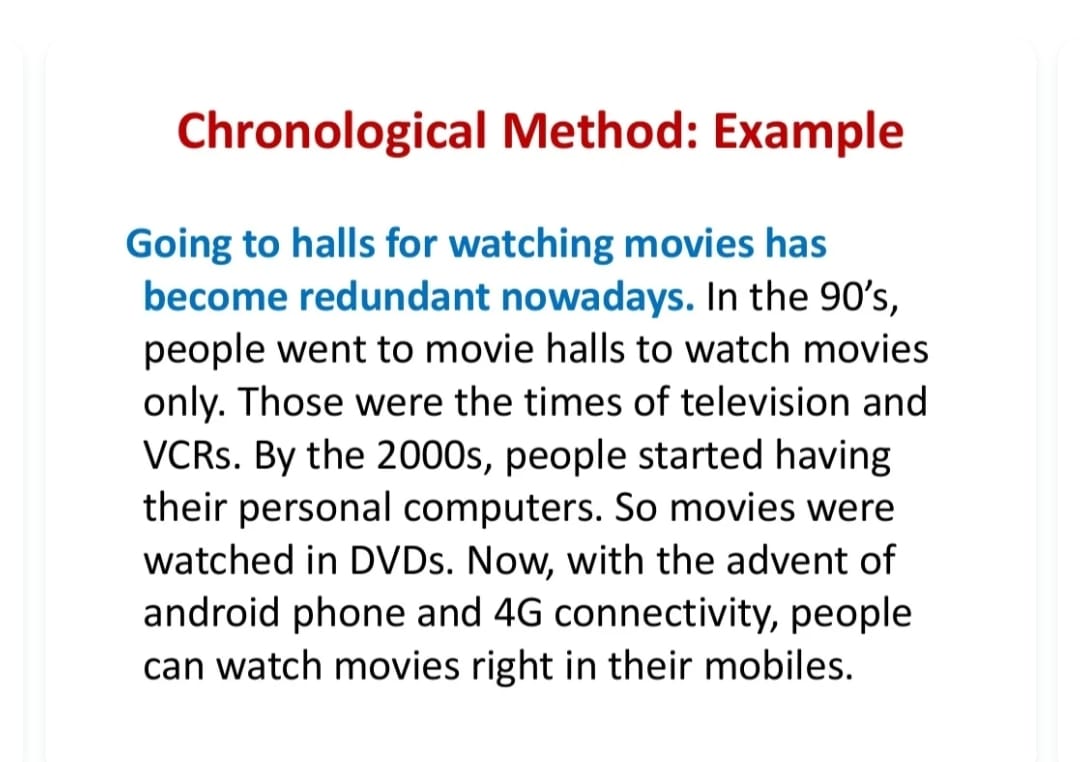 Chronological Method: Example
Going to halls for watching movies has
become redundant nowadays. In the 90’s,
people went to movie halls to watch movies
only. Those were the times of television and
VCRs. By the 2000s, people started having
their personal computers. So movies were
watched in DVDs. Now, with the advent of
android phone and 4G connectivity, people
can watch movies right in their mobiles.